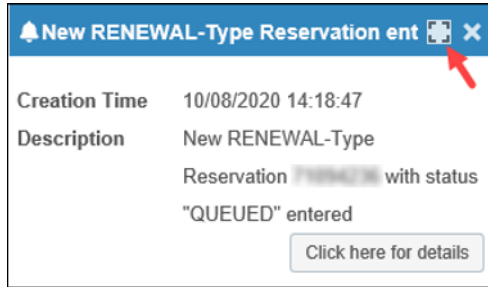 New RENEWAL-Type Reservation ent
Creation Time 10/08/2020 14:18:47
Description New RENEWAL-Type
Reservation with status
"QUEUED" entered
Click here for details